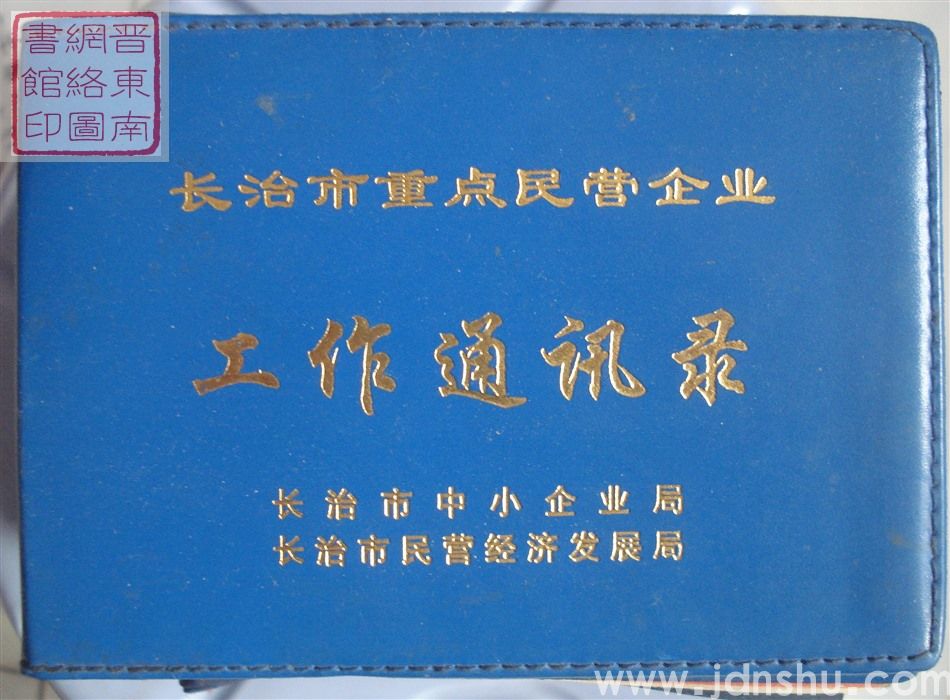 晋東南
網絡圖
書館印
长治市重点民营企业
工作通讯录
长治市中小企业局
长治市民营经济发展局
www.jdnshu.com